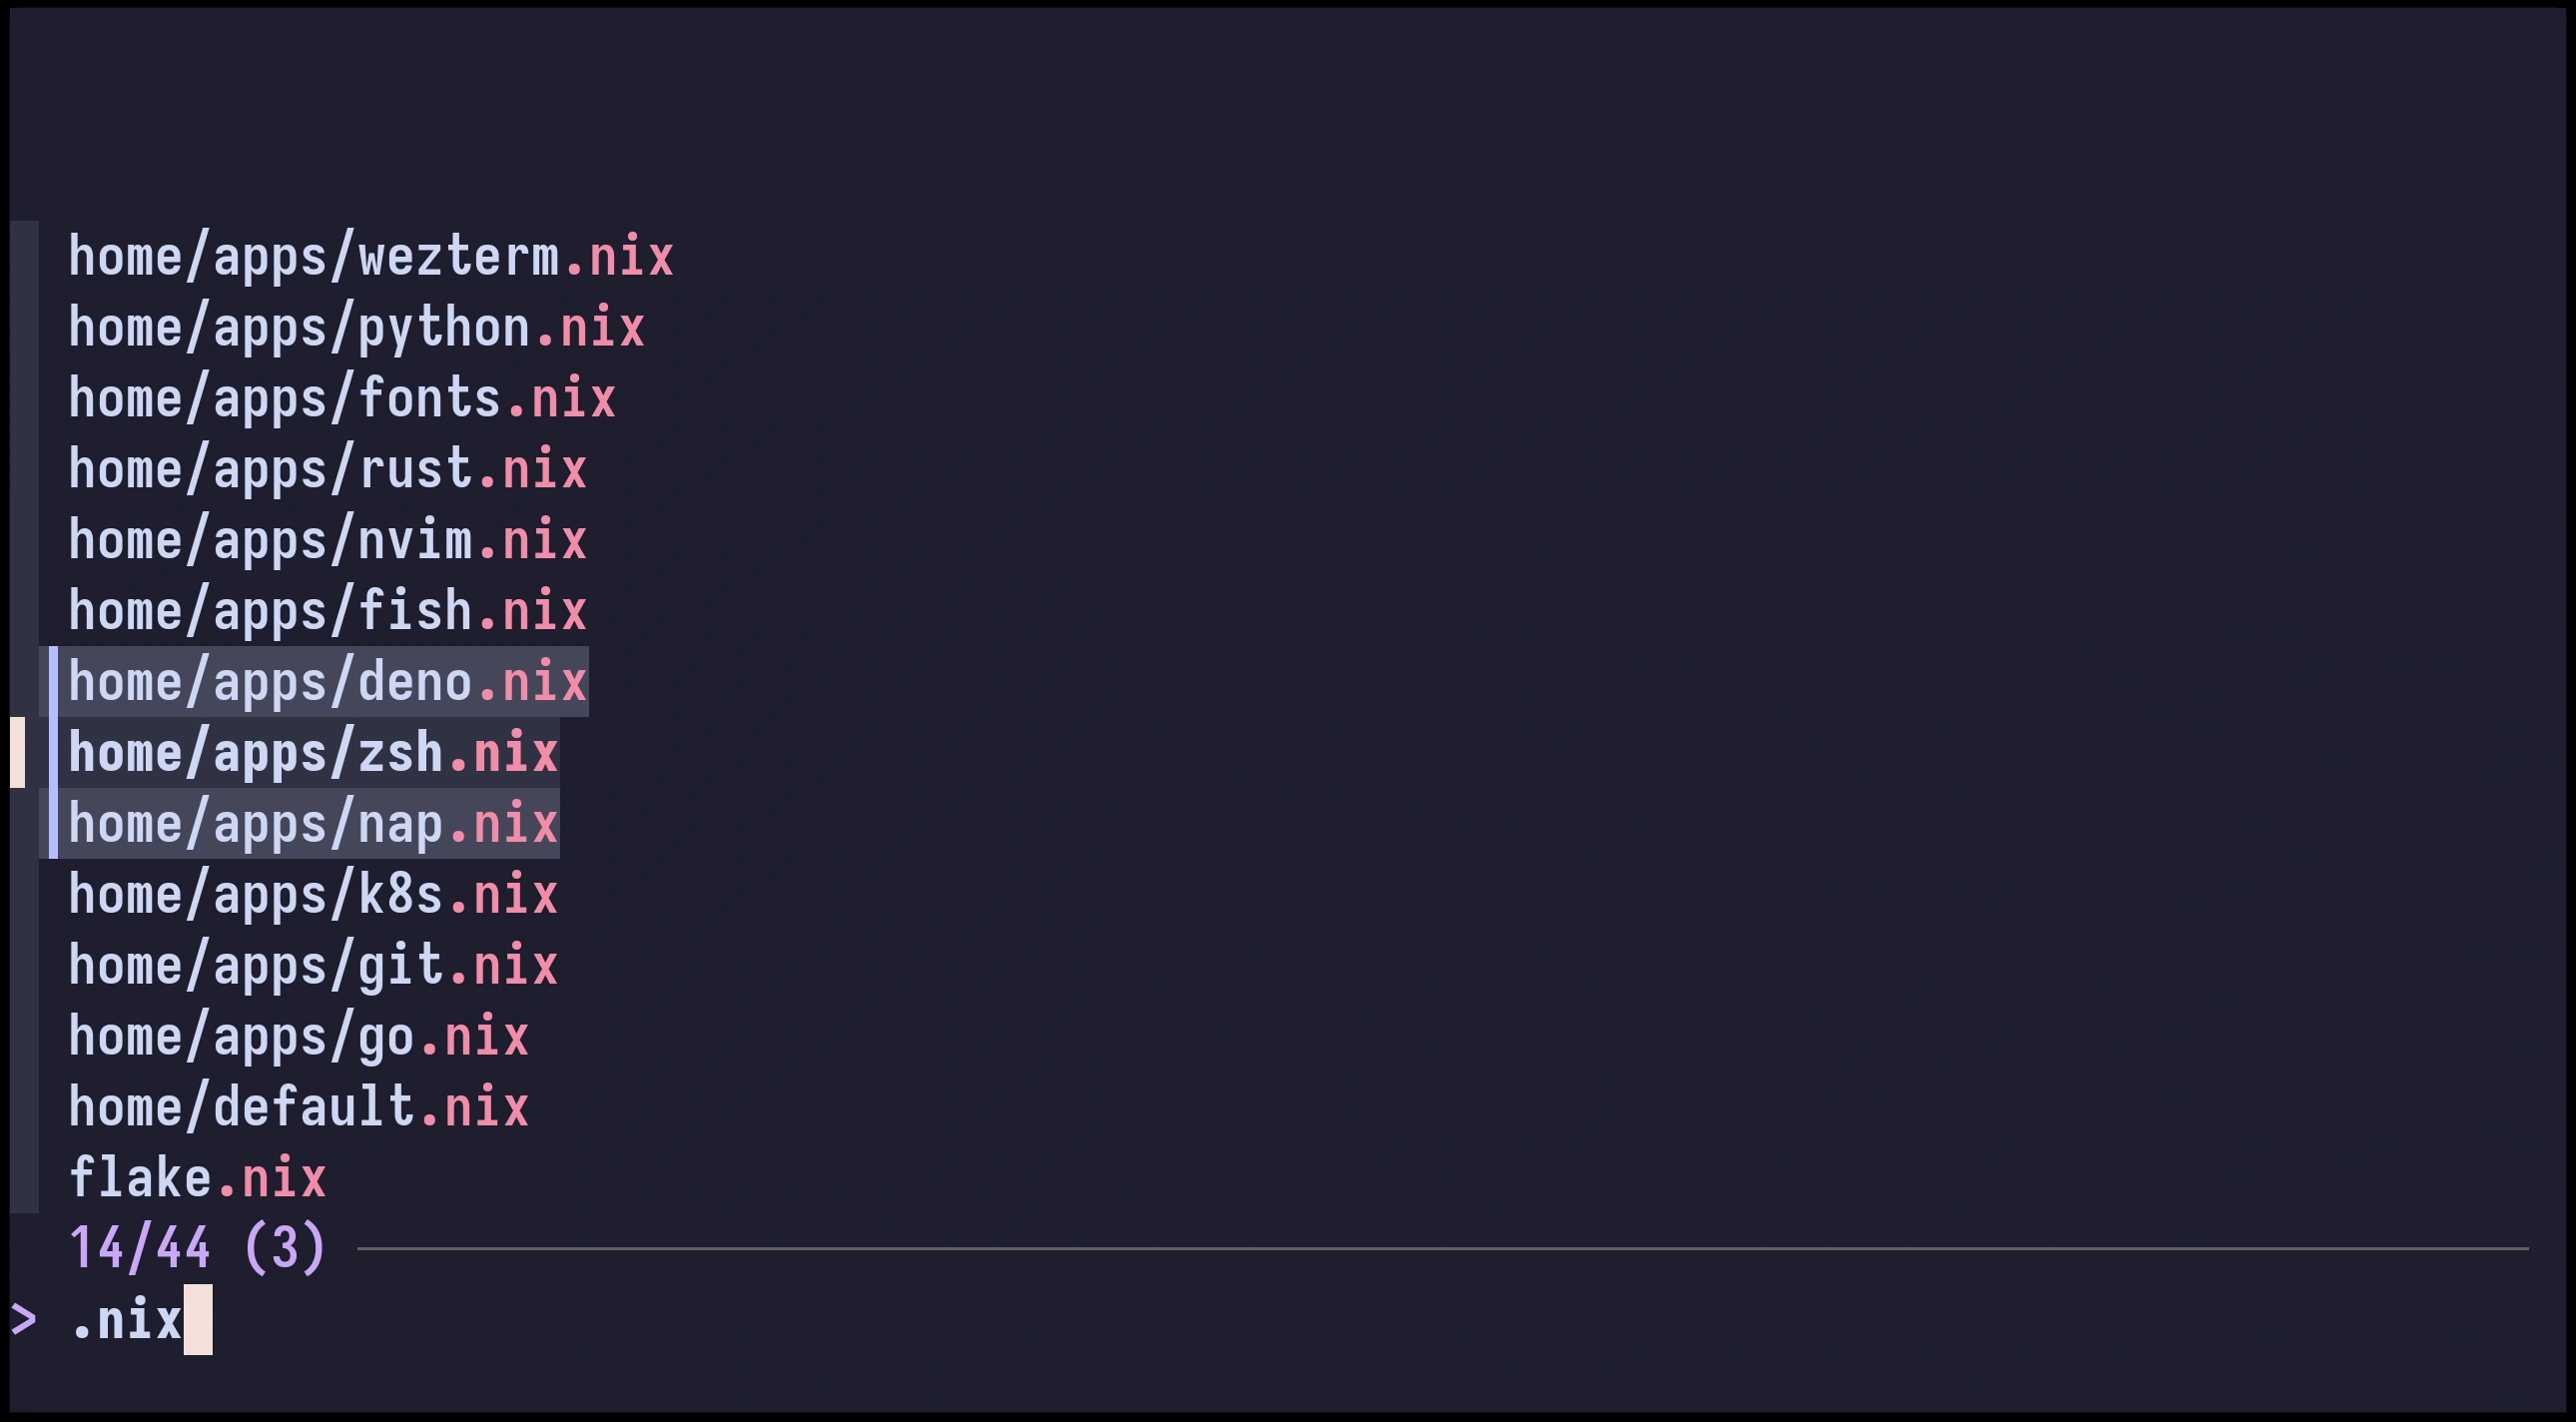 home/apps/wezterm.nix
home/apps/python.nix
home/apps/fonts.nix
home/apps/rust.nix
home/apps/nvim.nix
home/apps/fish.nix
home/apps/deno.nix
home/apps/zsh.nix
home/apps/nap.nix
home/apps/k8s.nix
home/apps/git.nix
home/apps/go.nix
home/default.nix
flake.nix
14/44 (3)
> .nix